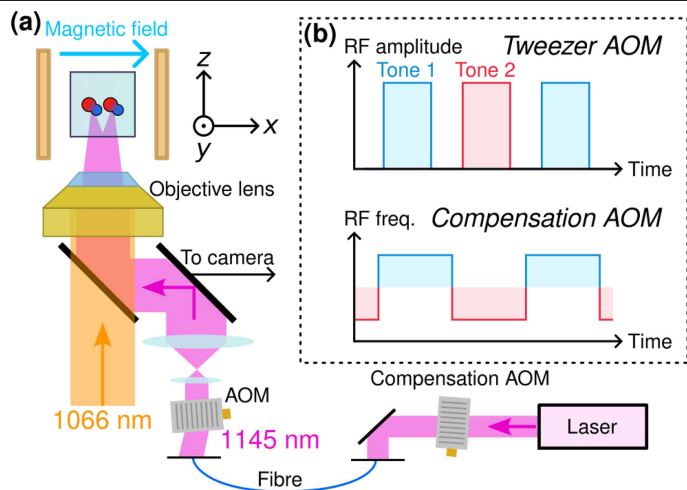 (a)
Magnetic field
z
x
y
Objective lens
To camera
1066 nm
AOM
1145 nm
Fibre
Compensation AOM
Laser
(b)
RF amplitude
Tweezer AOM
Tone 1
Tone 2
Time
RF freq.
Compensation AOM
Time